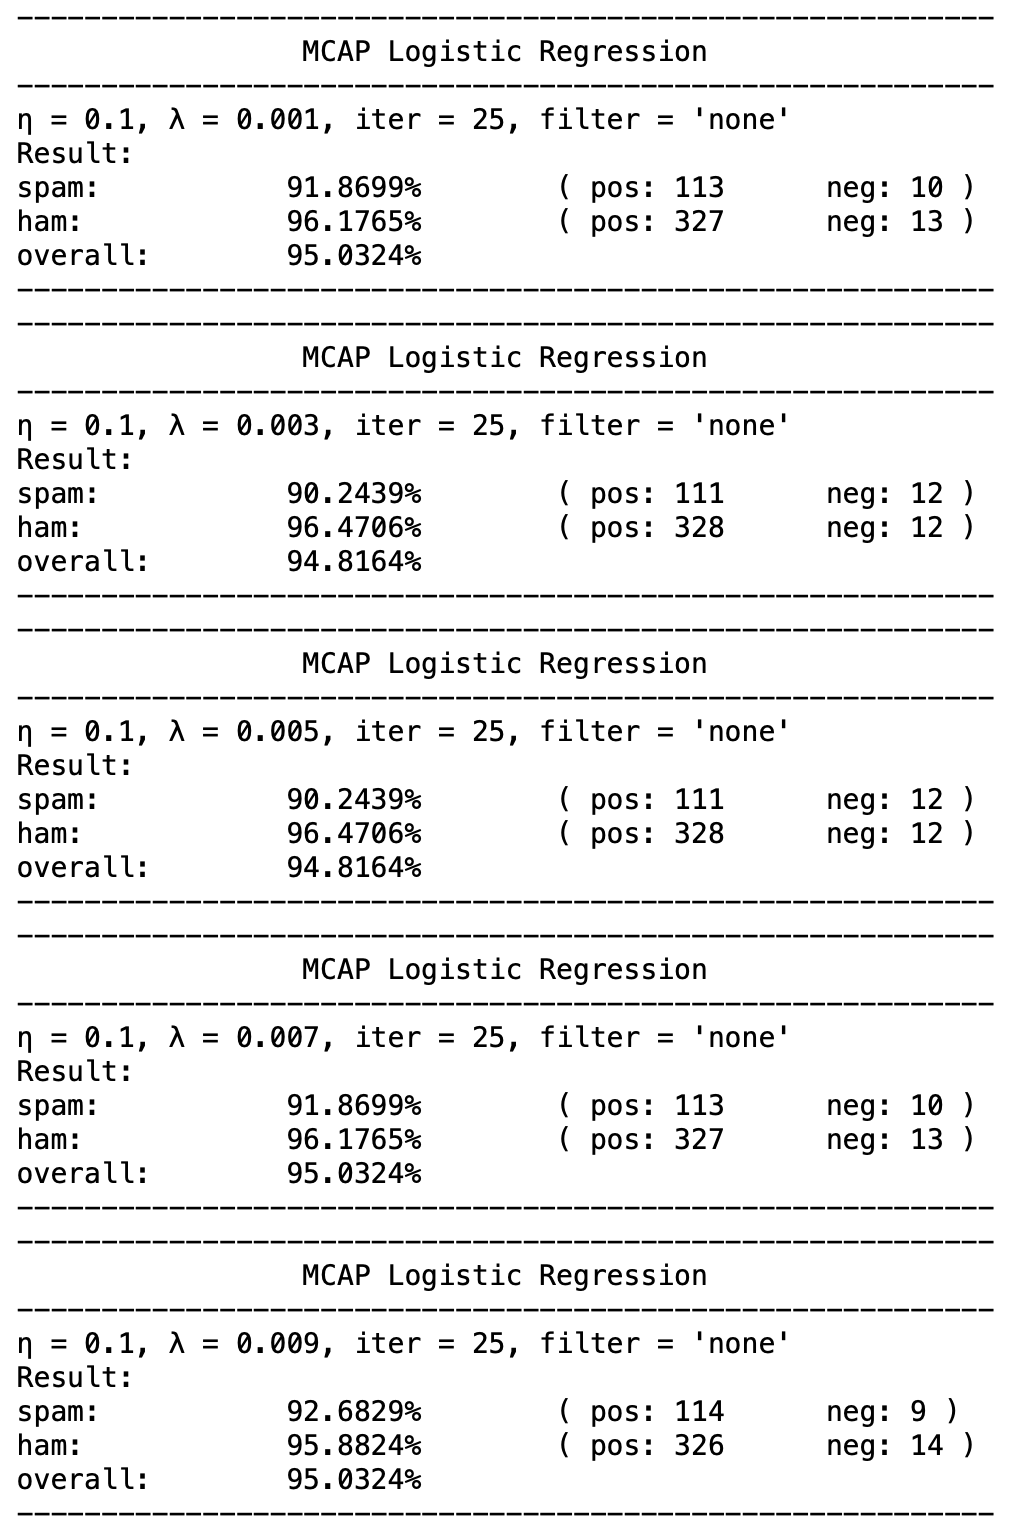 MCAP Logistic Regression
η = 0.1, λ = 0.001, iter = 25, filter = 'none'
Result:
spam: 91.8699% ( pos: 113 neg: 10 )
ham: 96.1765% ( pos: 327 neg: 13 )
overall: 95.0324%
MCAP Logistic Regression
η = 0.1, λ = 0.003, iter = 25, filter = 'none'
Result:
spam: 90.2439% ( pos: 111 neg: 12 )
ham: 96.4706% ( pos: 328 neg: 12 )
overall: 94.8164%
MCAP Logistic Regression
η = 0.1, λ = 0.005, iter = 25, filter = 'none'
Result:
spam: 90.2439% ( pos: 111 neg: 12 )
ham: 96.4706% ( pos: 328 neg: 12 )
overall: 94.8164%
MCAP Logistic Regression
η = 0.1, λ = 0.007, iter = 25, filter = 'none'
Result:
spam: 91.8699% ( pos: 113 neg: 10 )
ham: 96.1765% ( pos: 327 neg: 13 )
overall: 95.0324%
MCAP Logistic Regression
η = 0.1, λ = 0.009, iter = 25, filter = 'none'
Result:
spam: 92.6829% ( pos: 114 neg: 9 )
ham: 95.8824% ( pos: 326 neg: 14 )
overall: 95.0324%